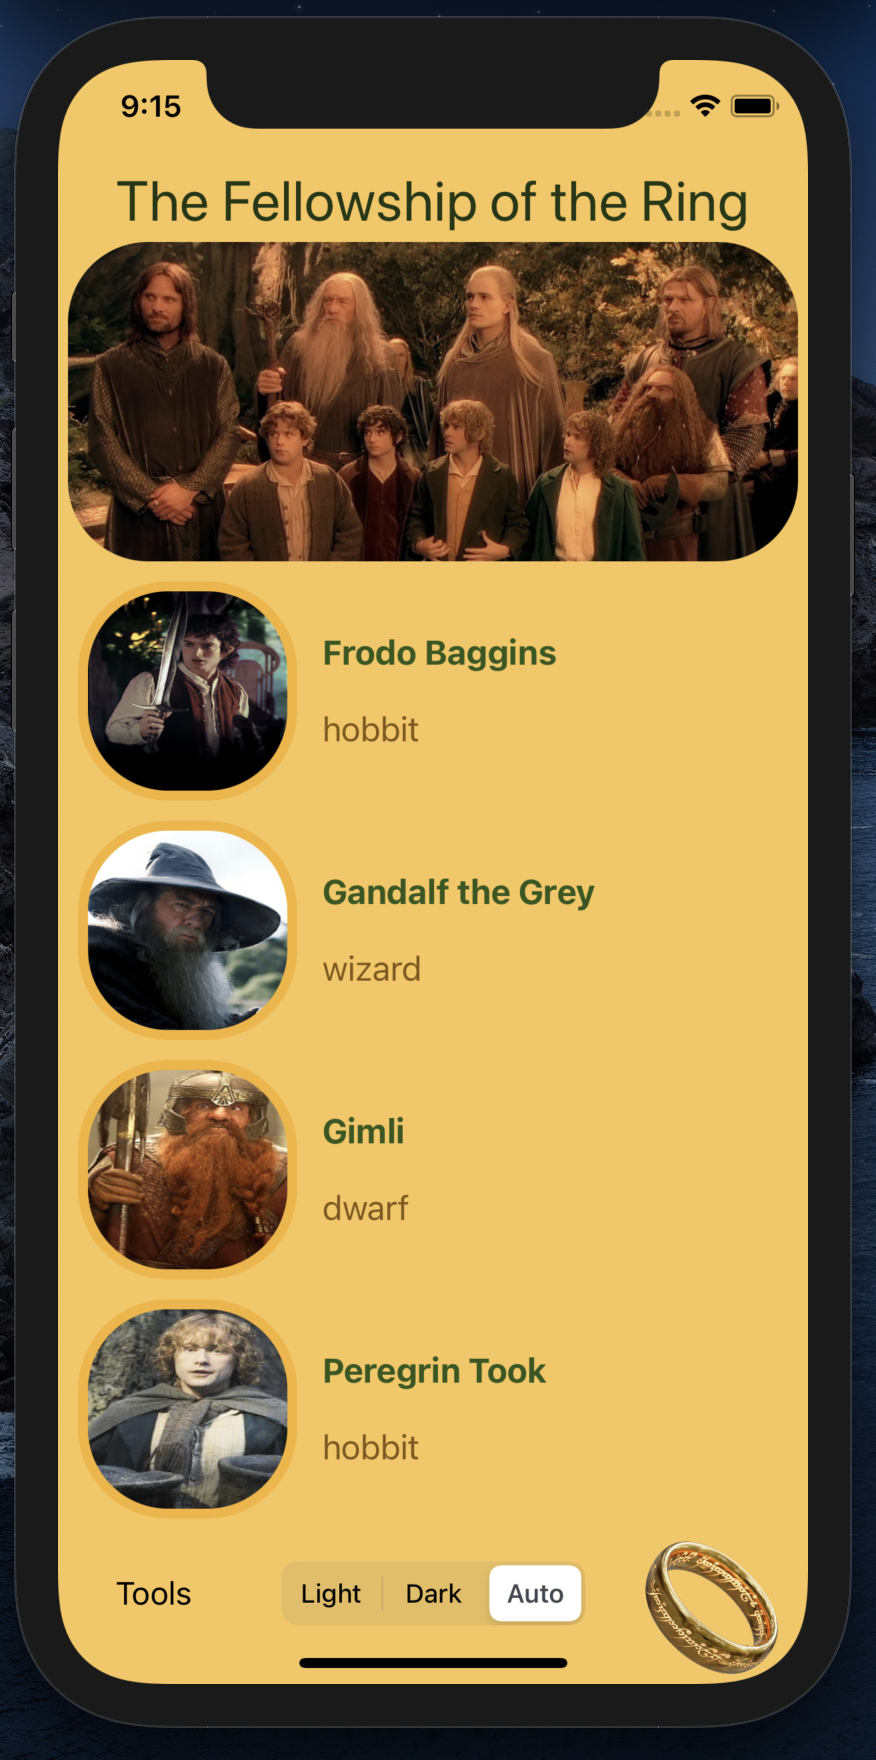 9:15
The Fellowship of the Ring
Frodo Baggins
hobbit
Gandalf the Grey
wizard
Gimli
dwarf
Peregrin Took
hobbit
Tools
Light
Dark
Auto